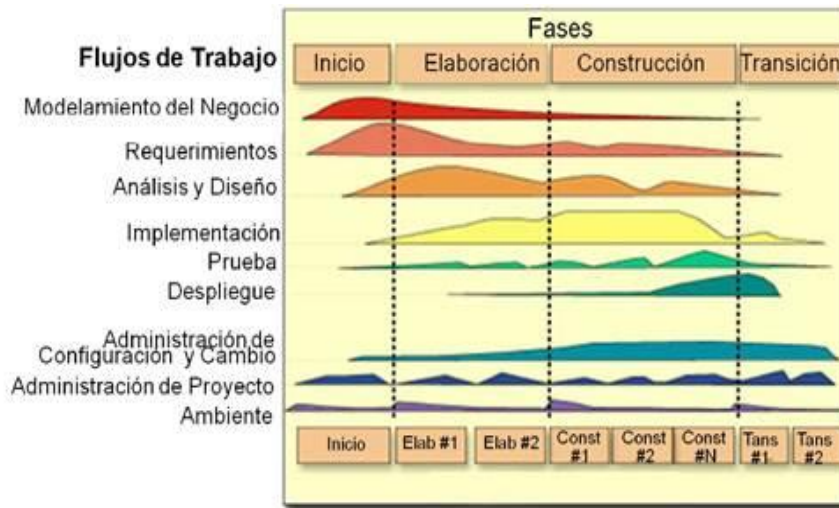 Fases
Flujos de Trabajo
Inicio
Elaboración
Construcción
Transición
Modelamiento del Negocio
Requerimientos
Análisis y Diseño
Implementación
Prueba
Despliegue
Administración de
Configuración y Cambio
Administración de Proyecto
Ambiente
Inicio
Elab #1
Elab #2
Const
#1
Const
#2
Const
#N
Tans
#1
Tans
#2